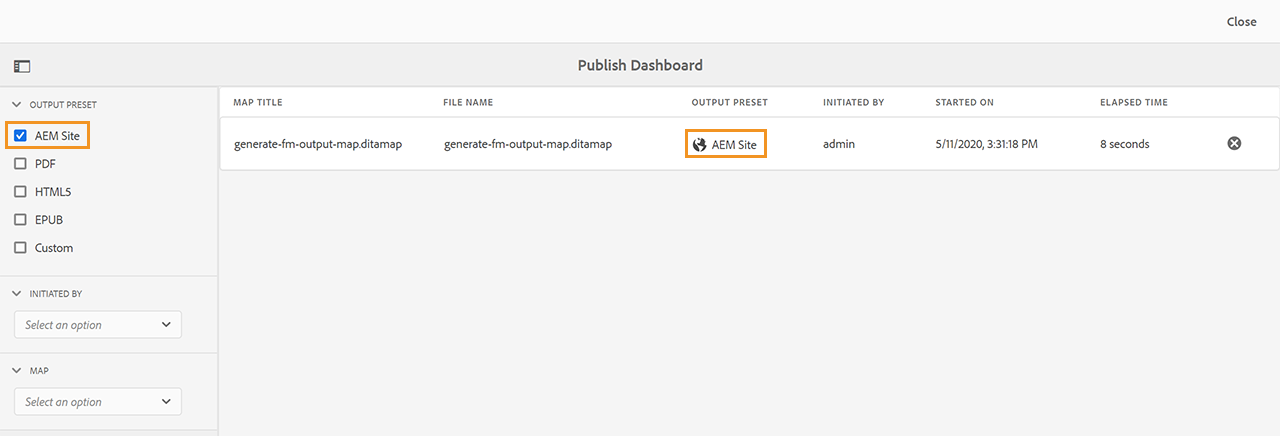 Close
Publish Dashboard
OUTPUT PRESET
AEM Site
PDF
HTML5
EPUB
Custom
INITIATED BY
Select an option
MAP
Select an option
MAP TITLE FILE NAME OUTPUT PRESET INITIATED BY STARTED ON ELAPSED TIME
generate-fm-output-map.ditamap generate-fm-output-map.ditamap AEM Site admin 5/11/2020, 3:31:18 PM 8 seconds